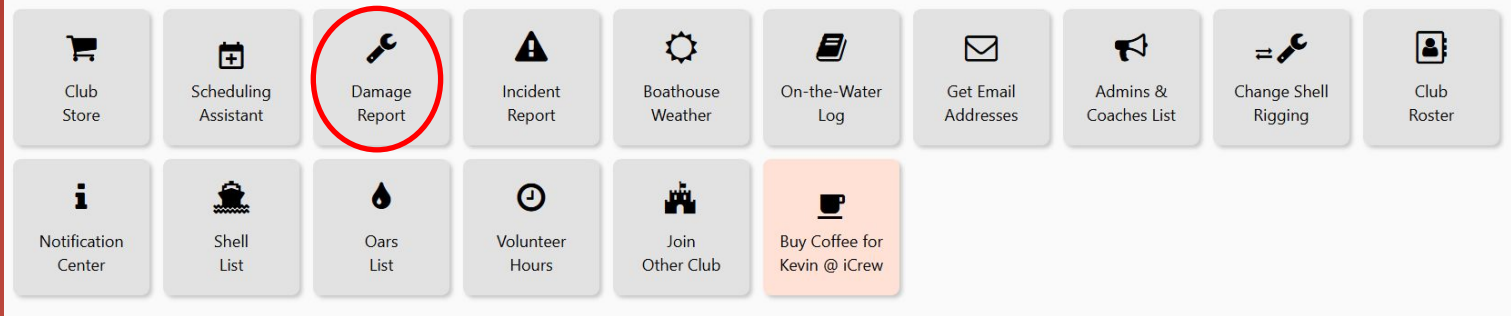 Club
Store
Scheduling
Assistant
Damage
Report
Incident
Report
Boathouse
Weather
On-the-Water
Log
Get Email
Addresses
Admins &
Coaches List
Change Shell
Rigging
Club
Roster
Notification
Center
Shell
List
Oars
List
Volunteer
Hours
Join
Other Club
Buy Coffee for
Kevin @ iCrew